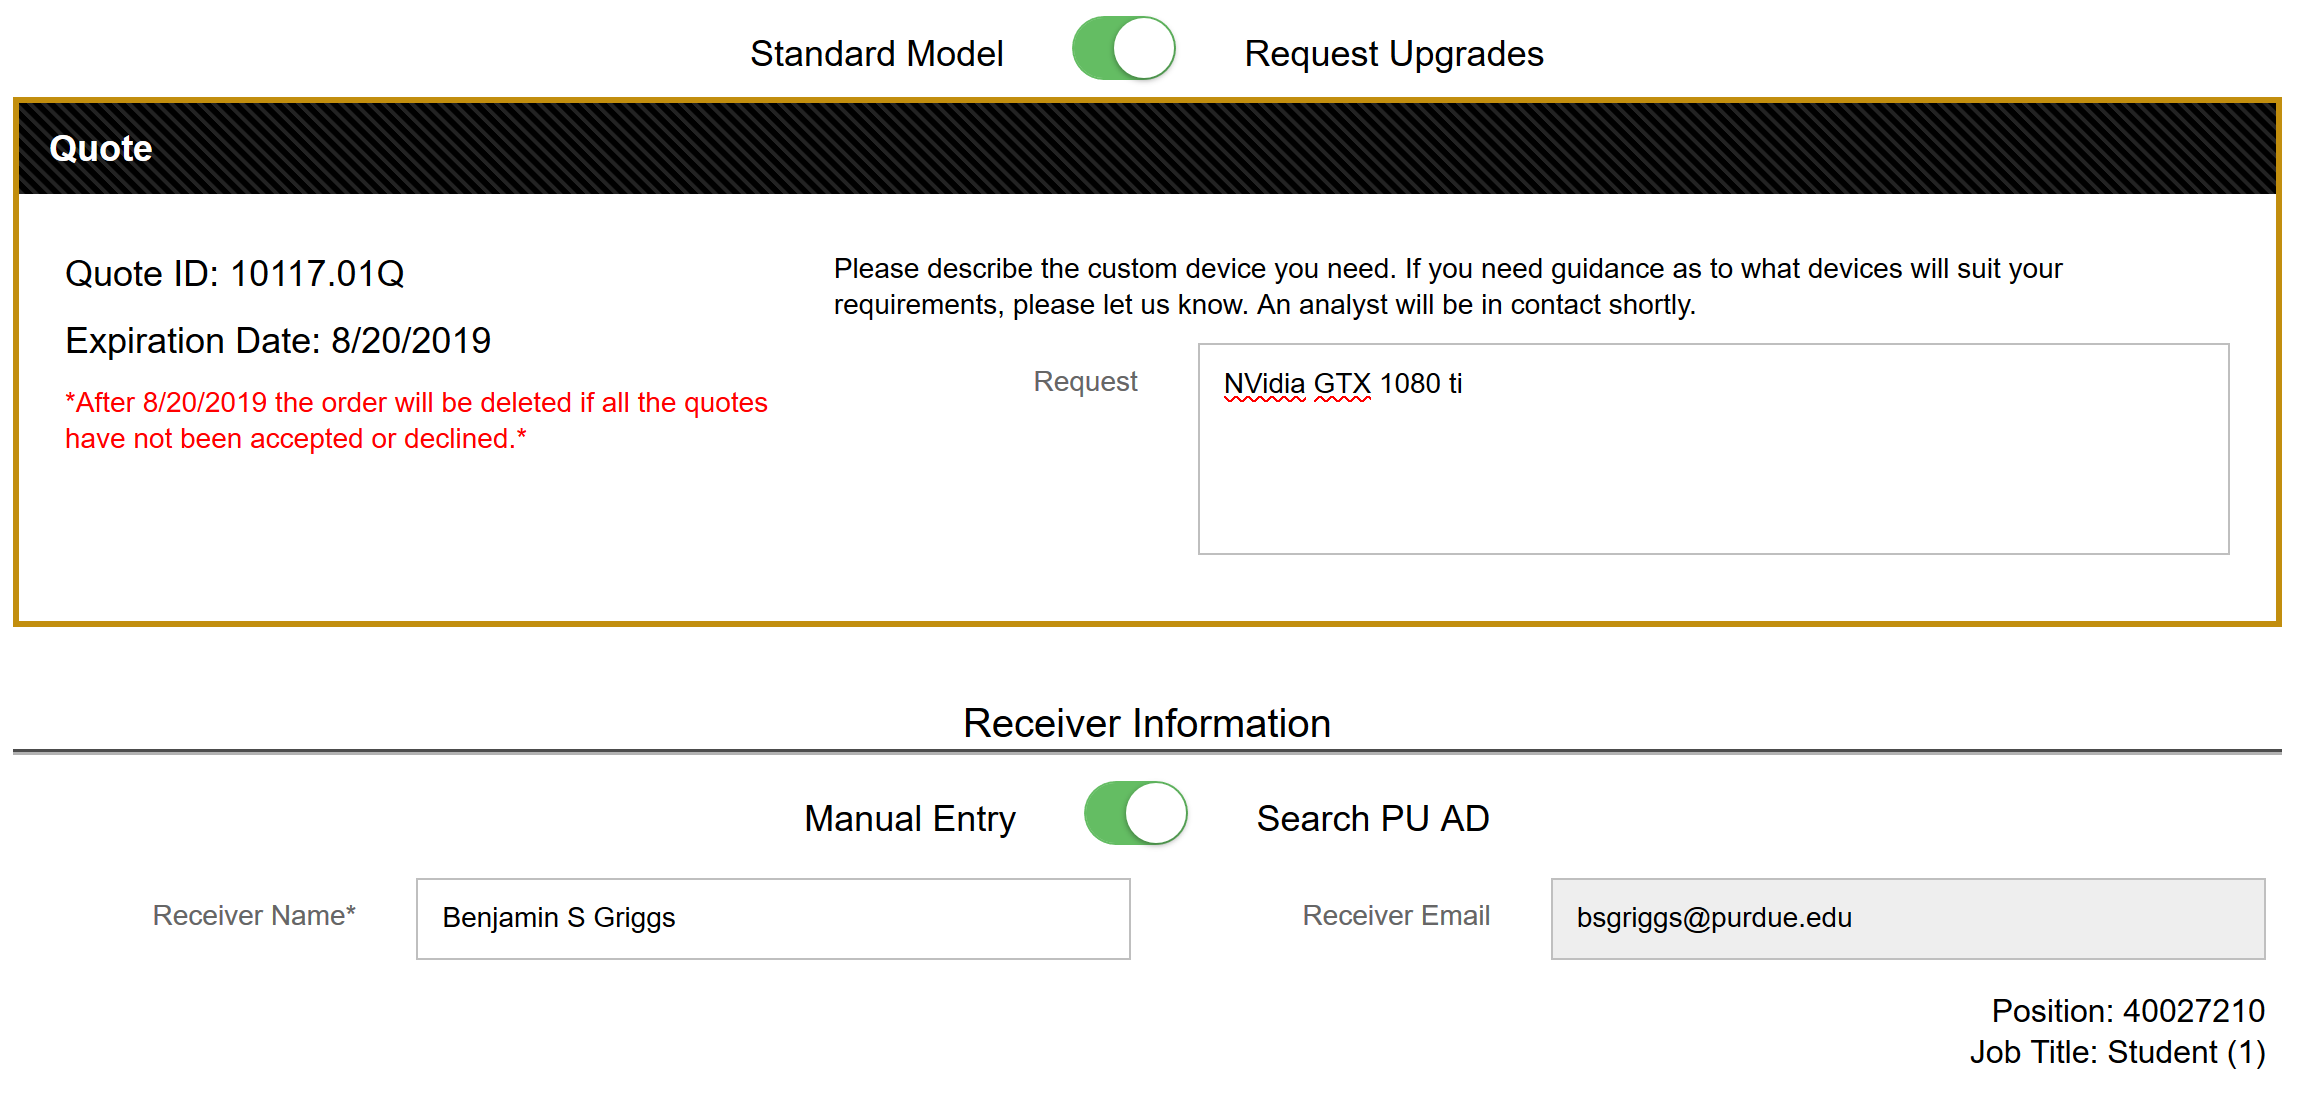 Standard Model Request Upgrades
Quote
Quote ID: 10117.01Q
Expiration Date: 8/20/2019
*After 8/20/2019 the order will be deleted if all the quotes
have not been accepted or declined.*
Please describe the custom device you need. If you need guidance as to what devices will suit your
requirements, please let us know. An analyst will be in contact shortly.
Request NVidia GTX 1080 ti
Receiver Information
Manual Entry Search PU AD
Receiver Name* Benjamin S Griggs Receiver Email bsgriggs@purdue.edu
Position: 40027210
Job Title: Student (1)